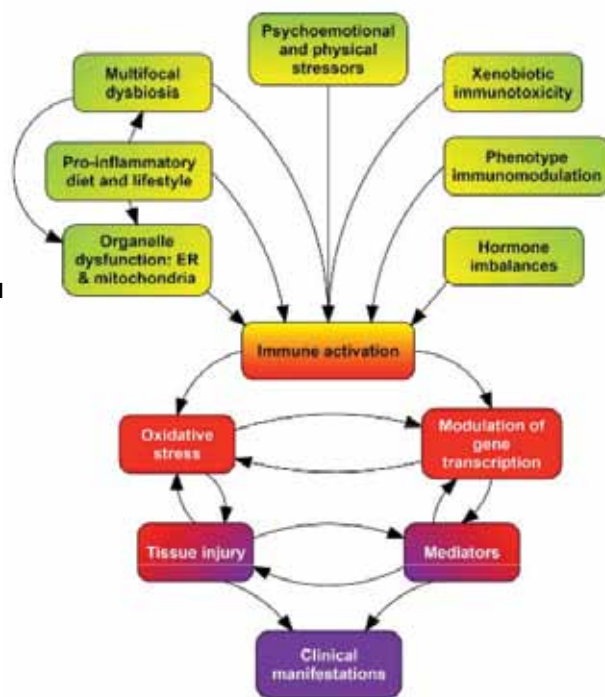 Psychoemotional
and physical
stressors
Multifocal
dysbiosis
Xenobiotic
immunotoxicity
Pro-inflammatory
diet and lifestyle
Phenotype
immunomodulation
Organelle
dysfunction: ER
& mitochondria
Hormone
imbalances
Immune activation
Oxidative
stress
Modulation of
gene
transcription
Tissue injury
Mediators
Clinical
manifestations